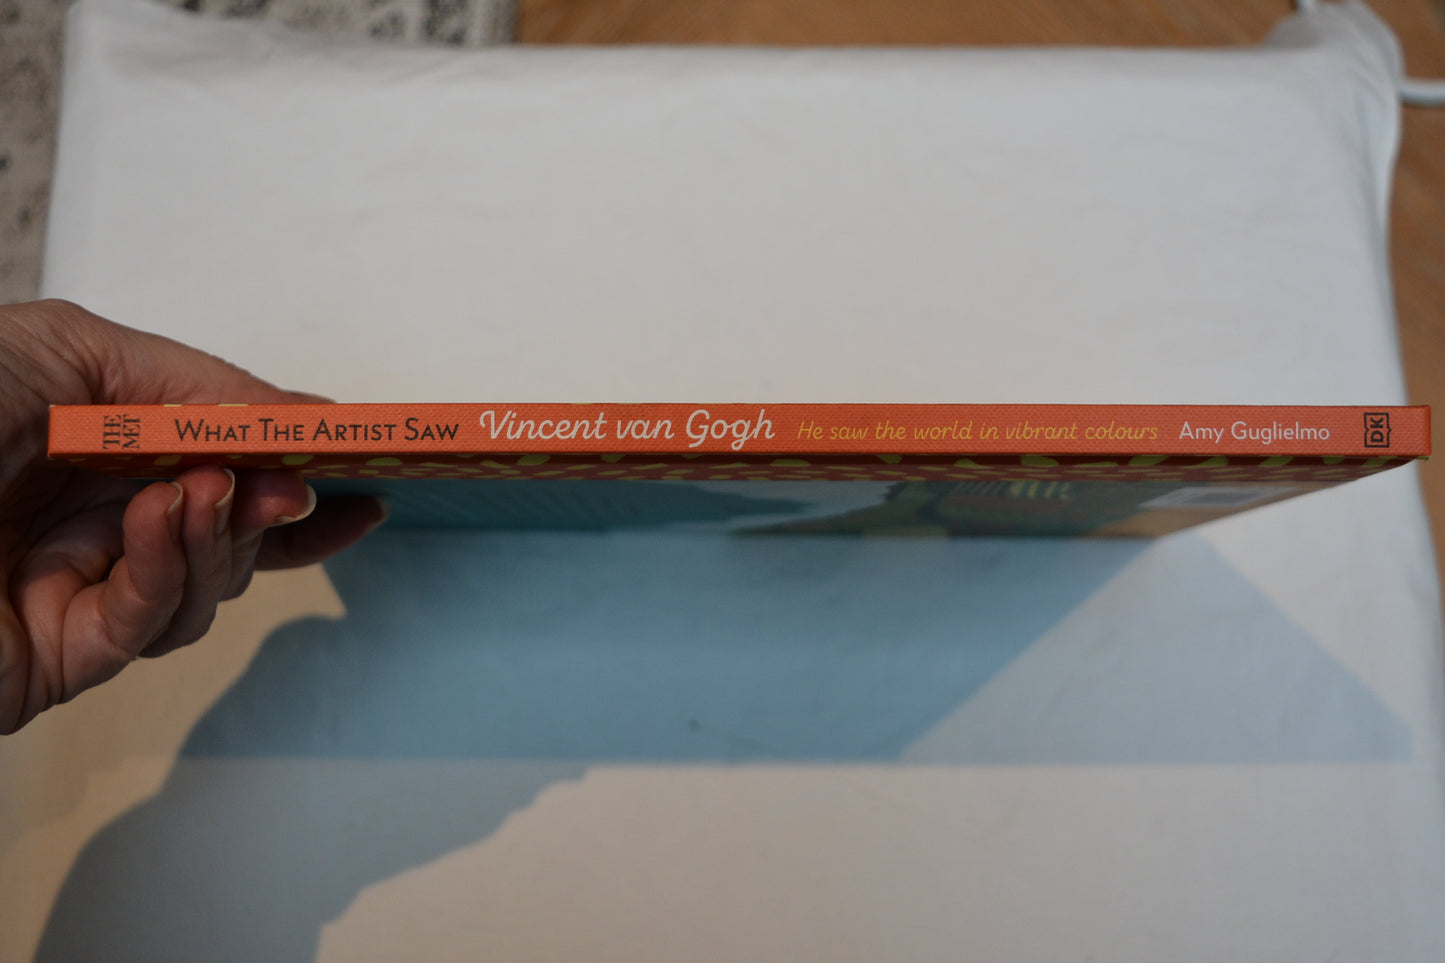 THE MET
WHAT THE ARTIST SAW Vincent van Gogh He saw the world in vibrant colours Amy Guglielmo DK